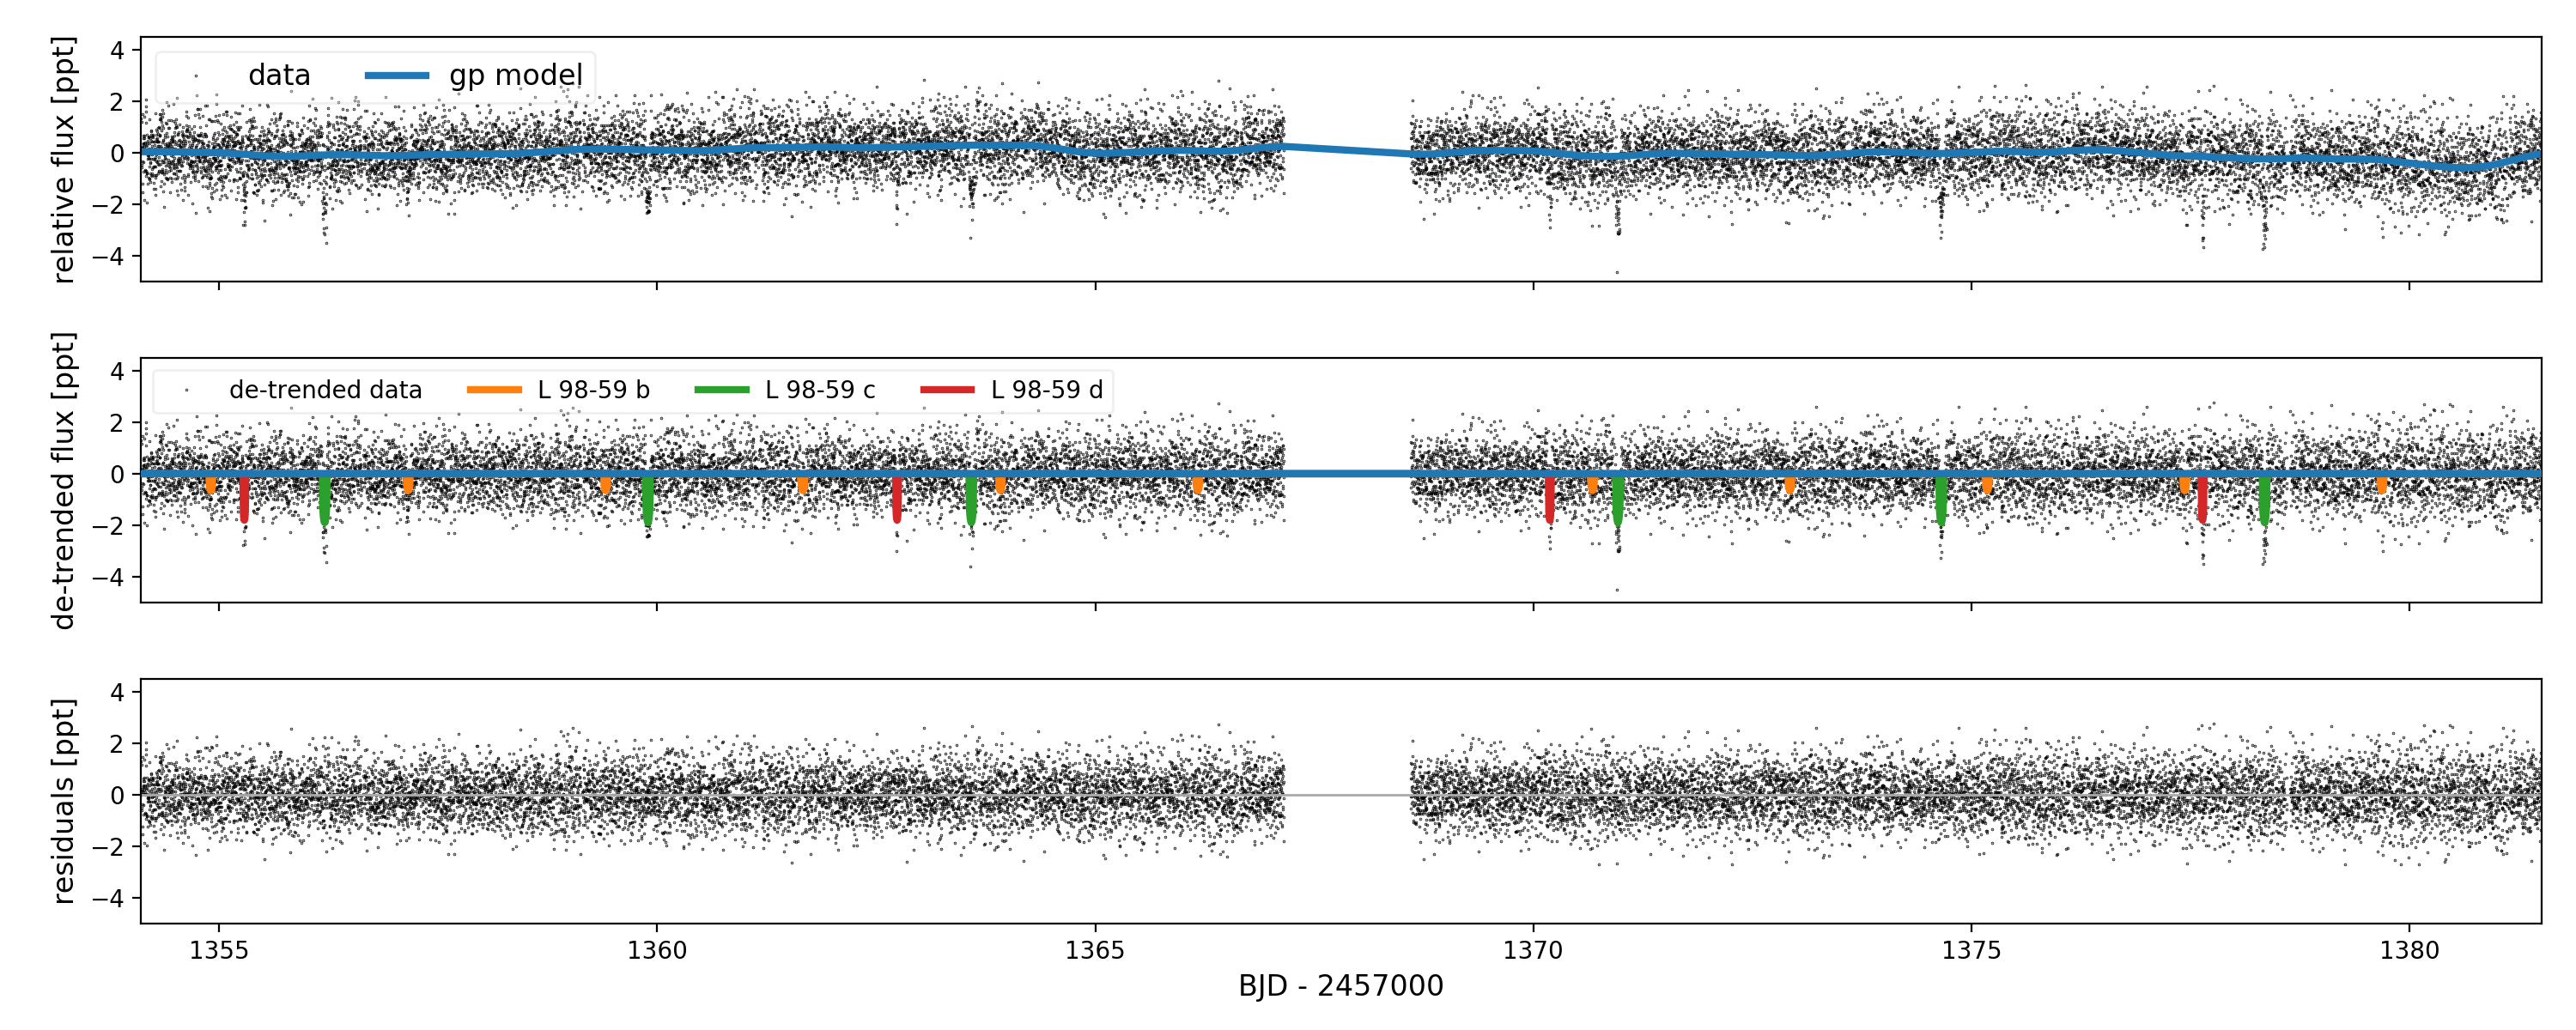 relative flux [ppt]
4
2
0
−2
−4
data
gp model
de-trended flux [ppt]
4
2
0
−2
−4
de-trended data
L 98-59 b
L 98-59 c
L 98-59 d
residuals [ppt]
4
2
0
−2
−4
1355 1360 1365 1370 1375 1380
BJD - 2457000